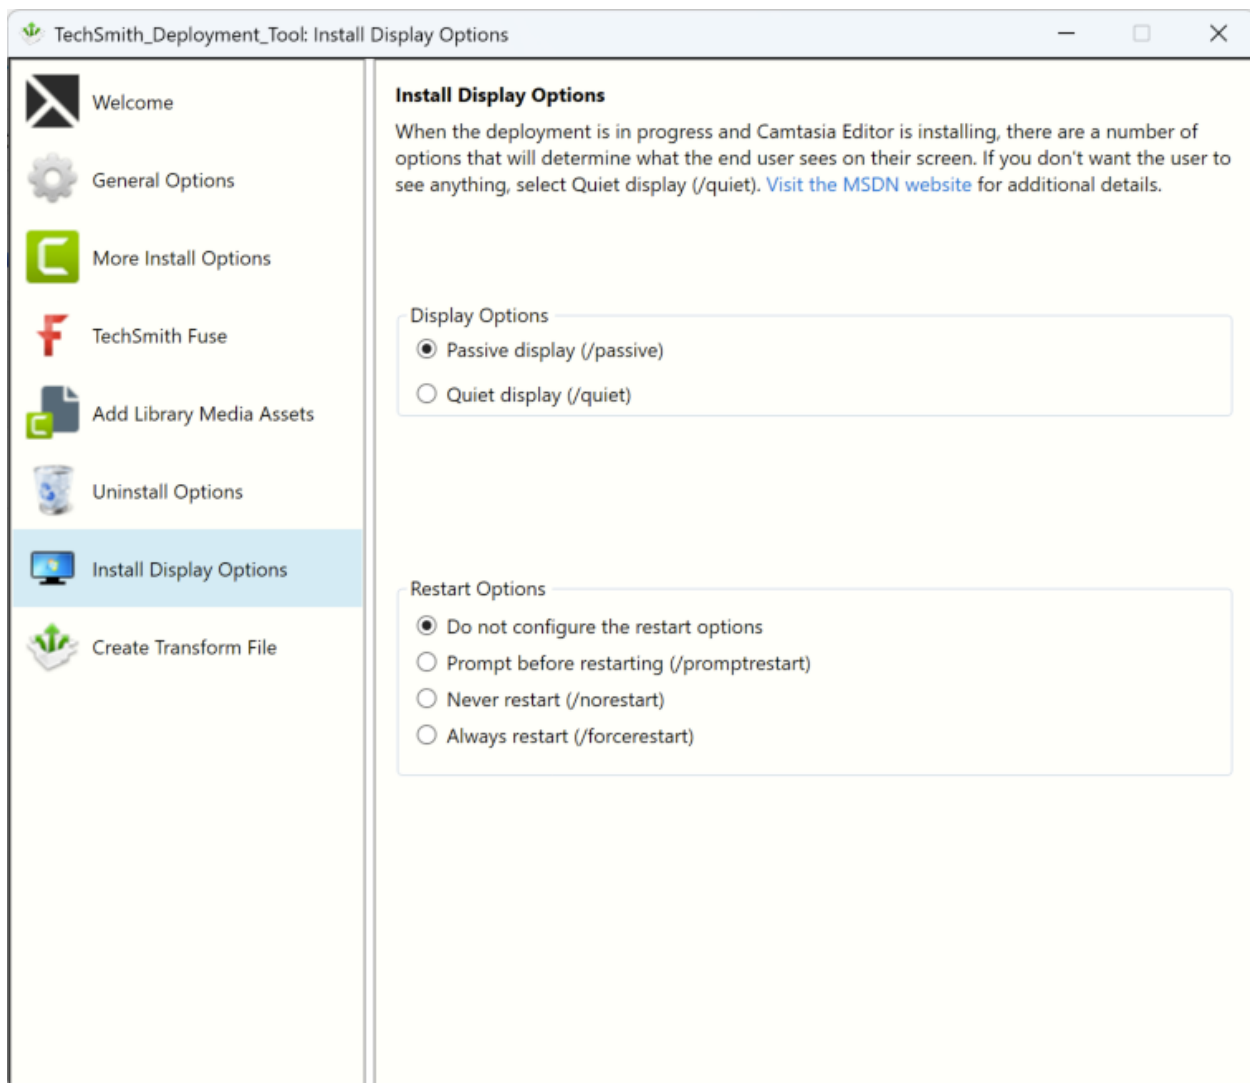 TechSmith_Deployment_Tool: Install Display Options
Welcome
General Options
More Install Options
TechSmith Fuse
Add Library Media Assets
Uninstall Options
Install Display Options
Create Transform File
Install Display Options
When the deployment is in progress and Camtasia Editor is installing, there are a number of
options that will determine what the end user sees on their screen. If you don't want the user to
see anything, select Quiet display (/quiet). Visit the MSDN website for additional details.
Display Options
Passive display (/passive)
Quiet display (/quiet)
Restart Options
Do not configure the restart options
Prompt before restarting (/promptrestart)
Never restart (/norestart)
Always restart (/forcerestart)